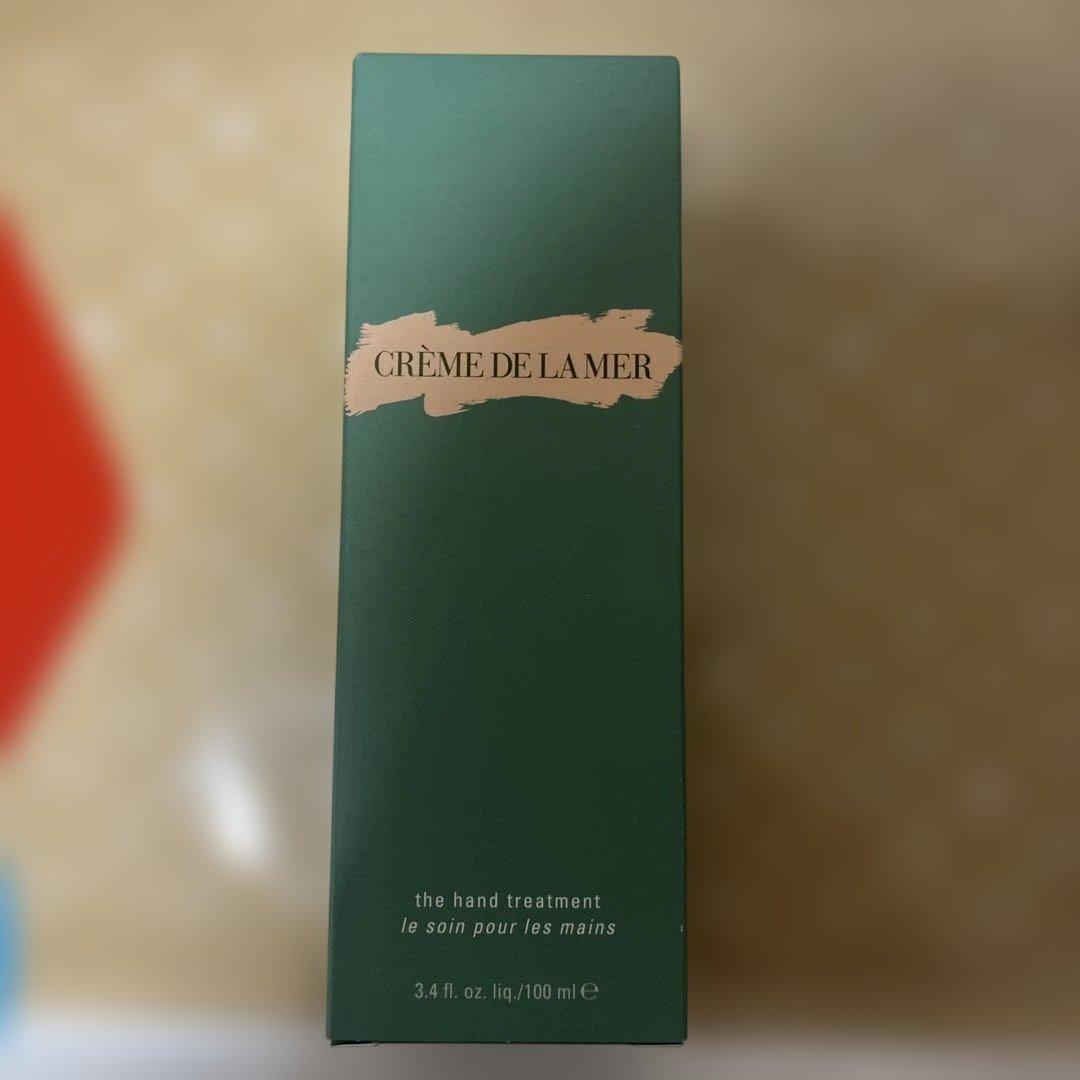 CRÈME DE LA MER
the hand treatment
le soin pour les mains
3.4 fl. oz. liq./100 ml ℮